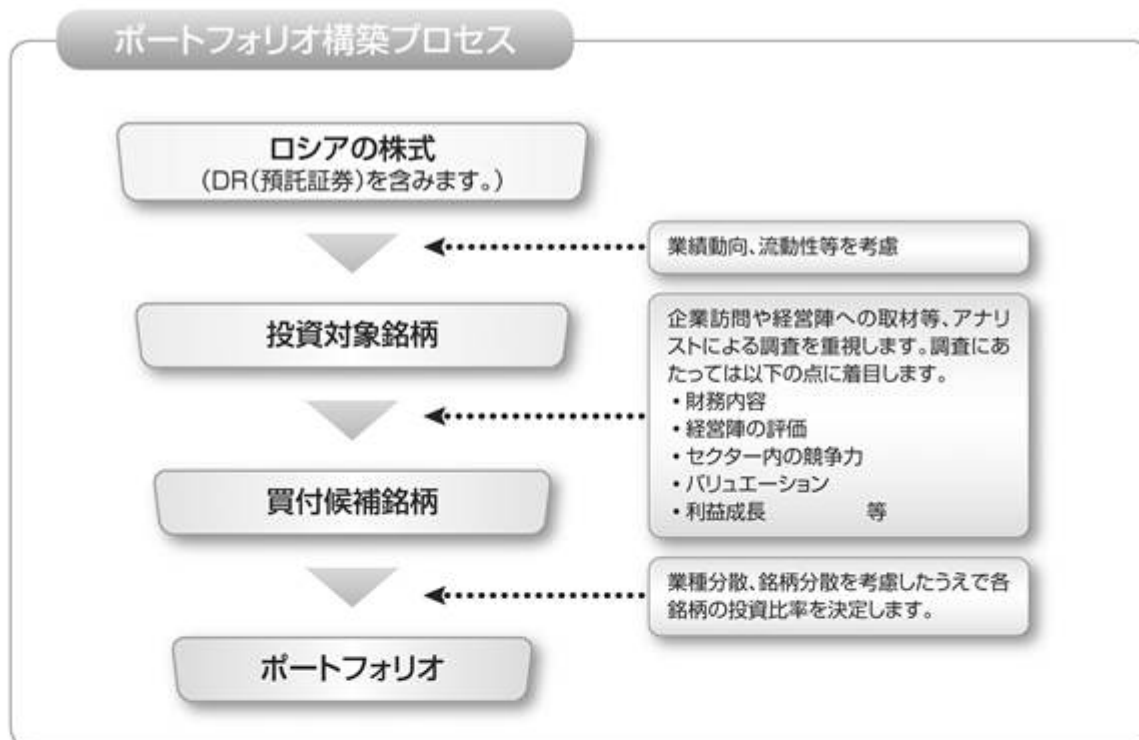 ポートフォリオ構築プロセス
ロシアの株式
(DR(預託証券)を含みます。)
業績動向、流動性等を考慮
投資対象銘柄
企業訪問や経営陣への取材等、アナリ
ストによる調査を重視します。調査にあ
たっては以下の点に着目します。
・財務内容
・経営陣の評価
・セクター内の競争力
・バリュエーション
・利益成長 等
買付候補銘柄
業種分散、銘柄分散を考慮したうえで各
銘柄の投資比率を決定します。
ポートフォリオ